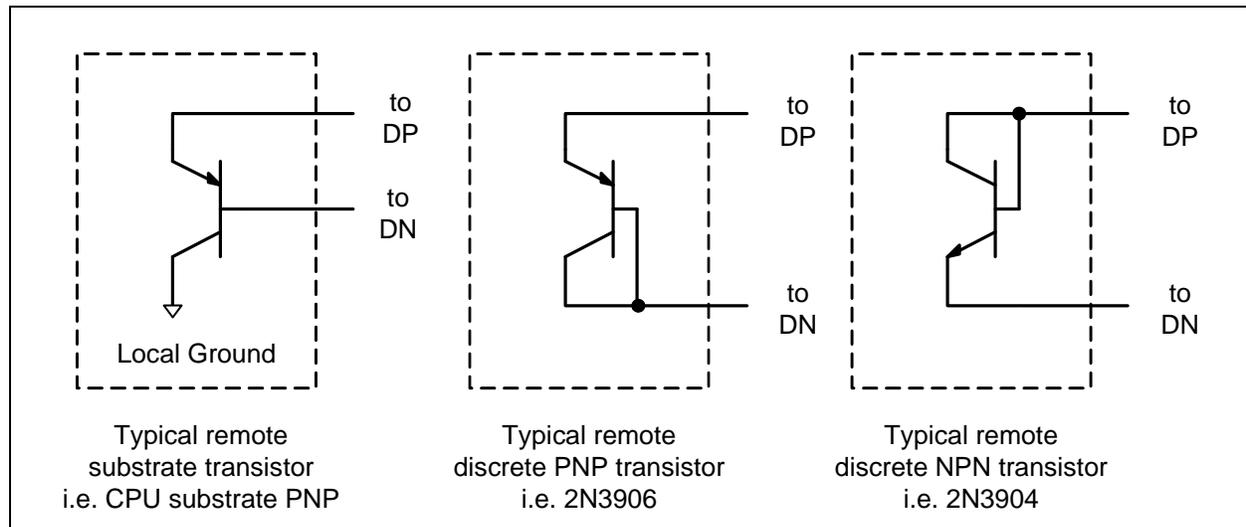 to
DP
to
DN
Local Ground
Typical remote
substrate transistor
i.e. CPU substrate PNP
to
DP
to
DN
Typical remote
discrete PNP transistor
i.e. 2N3906
to
DP
to
DN
Typical remote
discrete NPN transistor
i.e. 2N3904